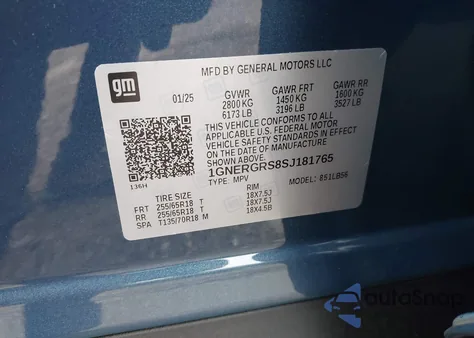 gm
MFD BY GENERAL MOTORS LLC
01/25 GVWR GAWR FRT GAWR RR
2800 KG 1450 KG 1600 KG
6173 LB 3196 LB 3527 LB
THIS VEHICLE CONFORMS TO ALL
APPLICABLE U.S. FEDERAL MOTOR
VEHICLE SAFETY STANDARDS IN EFFECT
ON THE DATE OF MANUFACTURE
SHOWN ABOVE.
1GNERGRS8SJ181765
136H
TYPE: MPV MODEL: 851LB56
TIRE SIZE RIM
FRT 255/65R18 T 18X7.5J
RR 255/65R18 T 18X7.5J
SPA T135/70R18 M 18X4.5B
autoSnap